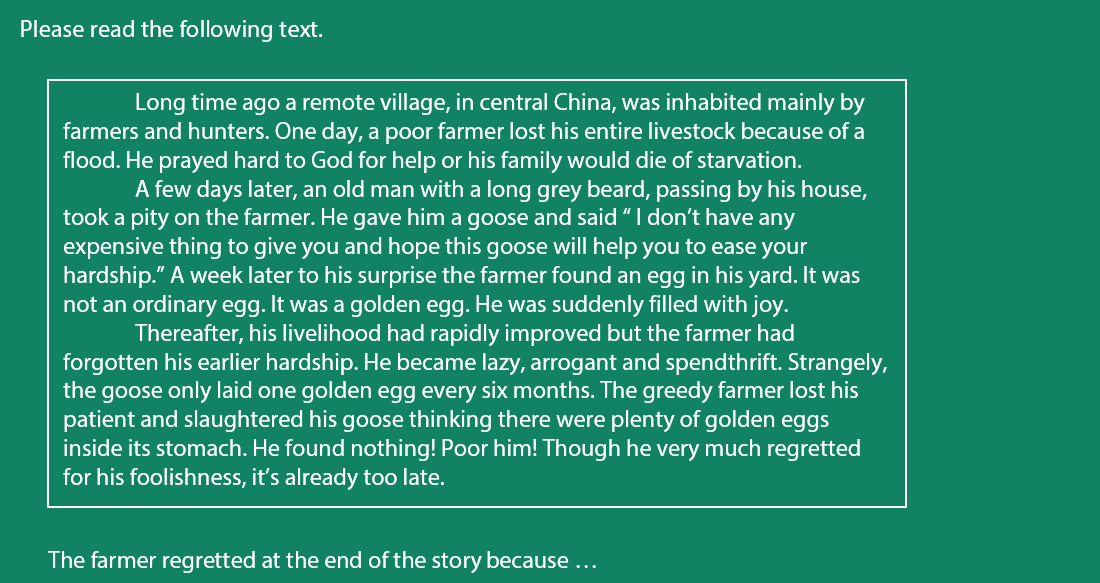 Please read the following text.
Long time ago a remote village, in central China, was inhabited mainly by
farmers and hunters. One day, a poor farmer lost his entire livestock because of a
flood. He prayed hard to God for help or his family would die of starvation.
A few days later, an old man with a long grey beard, passing by his house,
took a pity on the farmer. He gave him a goose and said “ I don’t have any
expensive thing to give you and hope this goose will help you to ease your
hardship.” A week later to his surprise the farmer found an egg in his yard. It was
not an ordinary egg. It was a golden egg. He was suddenly filled with joy.
Thereafter, his livelihood had rapidly improved but the farmer had
forgotten his earlier hardship. He became lazy, arrogant and spendthrift. Strangely,
the goose only laid one golden egg every six months. The greedy farmer lost his
patient and slaughtered his goose thinking there were plenty of golden eggs
inside its stomach. He found nothing! Poor him! Though he very much regretted
for his foolishness, it’s already too late.
The farmer regretted at the end of the story because …